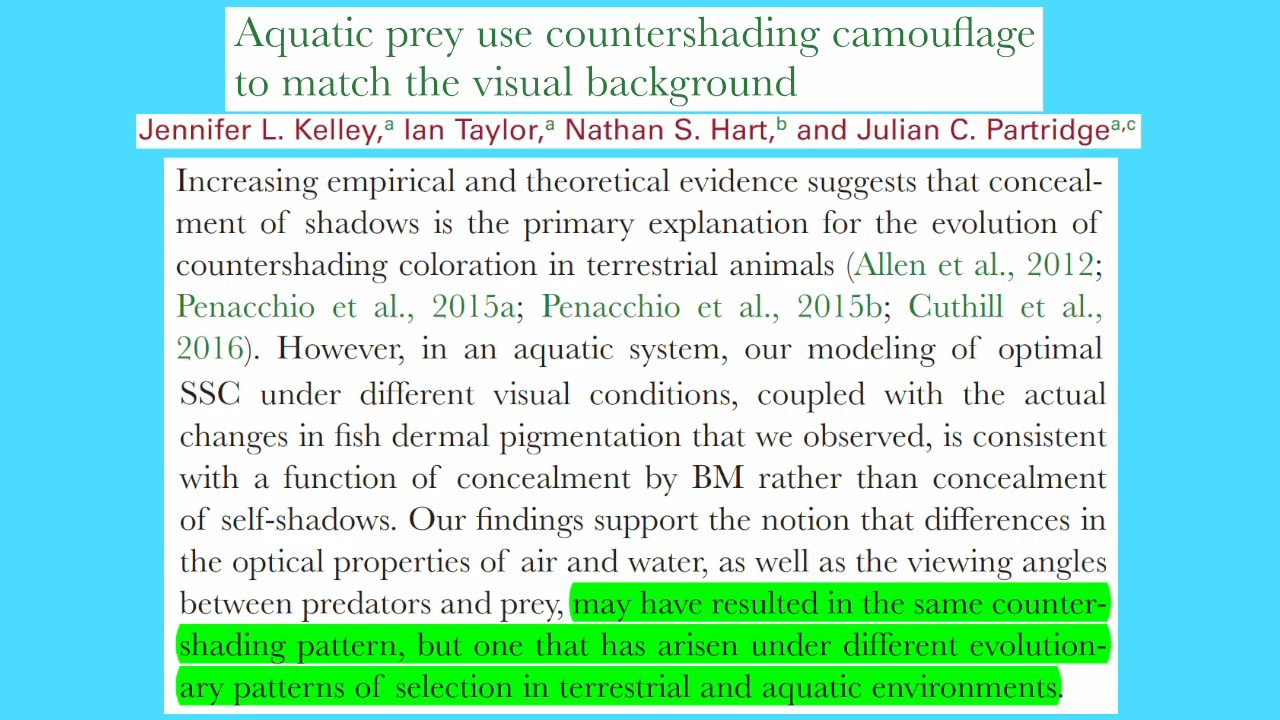 Aquatic prey use countershading camouflage
to match the visual background
Jennifer L. Kelley,a Ian Taylor,a Nathan S. Hart,b and Julian C. Partridgea,c
Increasing empirical and theoretical evidence suggests that conceal-
ment of shadows is the primary explanation for the evolution of
countershading coloration in terrestrial animals (Allen et al., 2012;
Penacchio et al., 2015a; Penacchio et al., 2015b; Cuthill et al.,
2016). However, in an aquatic system, our modeling of optimal
SSC under different visual conditions, coupled with the actual
changes in fish dermal pigmentation that we observed, is consistent
with a function of concealment by BM rather than concealment
of self-shadows. Our findings support the notion that differences in
the optical properties of air and water, as well as the viewing angles
between predators and prey, may have resulted in the same counter-
shading pattern, but one that has arisen under different evolution-
ary patterns of selection in terrestrial and aquatic environments.